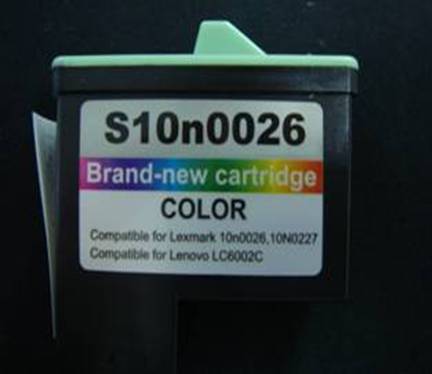 S10n0026
Brand-new cartridge
COLOR
Compatible for Lexmark 10n0026,10N0227
Compatible for Lenovo LC6002C